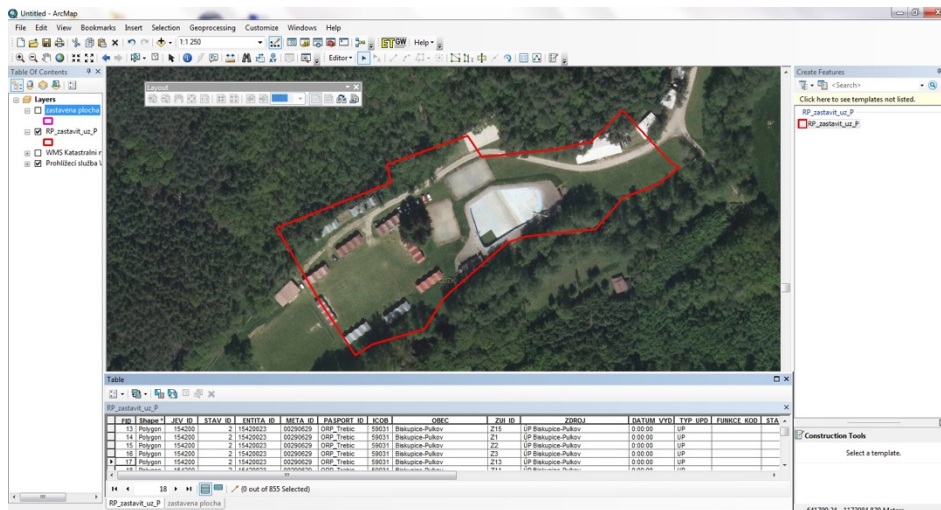 Untitled - ArcMap
File Edit View Bookmarks Insert Selection Geoprocessing Customize Windows Help
1:1 250
GW Help
Editor
Table Of Contents
Layers
zastavena plocha
RP_zastavit_uz_P
WMS Katastralni
Prohlížecí služba
Layout
Create Features
<Search>
Click here to see templates not listed.
RP_zastavit_uz_P
RP_zastavit_uz_P
Table
RP_zastavit_uz_P
FID Shape * JEV_ID STAV_ID ENTITA_ID META_ID PASPORT_ID ICOB OBEC ZUI_ID ZDROJ DATUM_VYD TYP_UPD FUNKCE_KOD STA
13 Polygon 154200 2 15420023 00290629 ORP_Trebic 59031 Biskupice-Pulkov Z15 ÚP Biskupice-Pulkov 0:00:00 UP
14 Polygon 154200 2 15420023 00290629 ORP_Trebic 59031 Biskupice-Pulkov Z1 ÚP Biskupice-Pulkov 0:00:00 UP
15 Polygon 154200 2 15420023 00290629 ORP_Trebic 59031 Biskupice-Pulkov Z2 ÚP Biskupice-Pulkov 0:00:00 UP
16 Polygon 154200 2 15420023 00290629 ORP_Trebic 59031 Biskupice-Pulkov Z3 ÚP Biskupice-Pulkov 0:00:00 UP
17 Polygon 154200 2 15420023 00290629 ORP_Trebic 59031 Biskupice-Pulkov Z13 ÚP Biskupice-Pulkov 0:00:00 UP
18 (0 out of 855 Selected)
RP_zastavit_uz_P zastavena plocha
Construction Tools
Select a template.